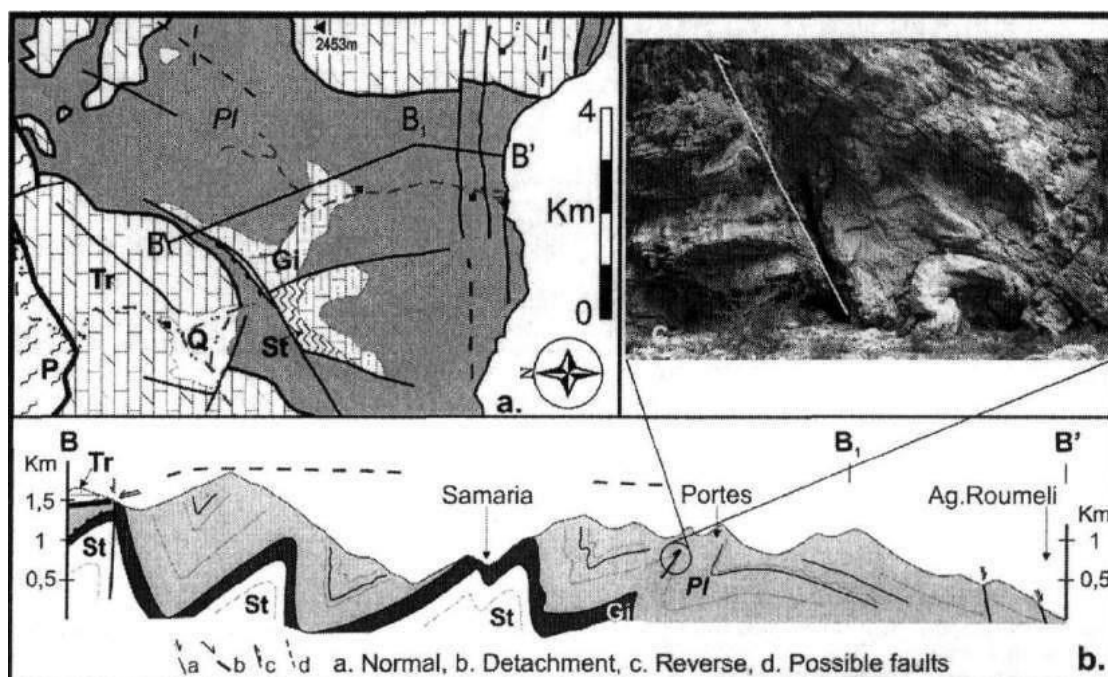 2453m
Pl
B₁
B'
4
Km
0
B
Gi
Tr
Q
St
P
N
a.
c
B
B₁
B'
Km
Tr
1,5
1
0,5
St
St
St
Samaria
Portes
Ag.Roumeli
Km
1
0,5
Pl
Gi
a b c d a. Normal, b. Detachment, c. Reverse, d. Possible faults
b.